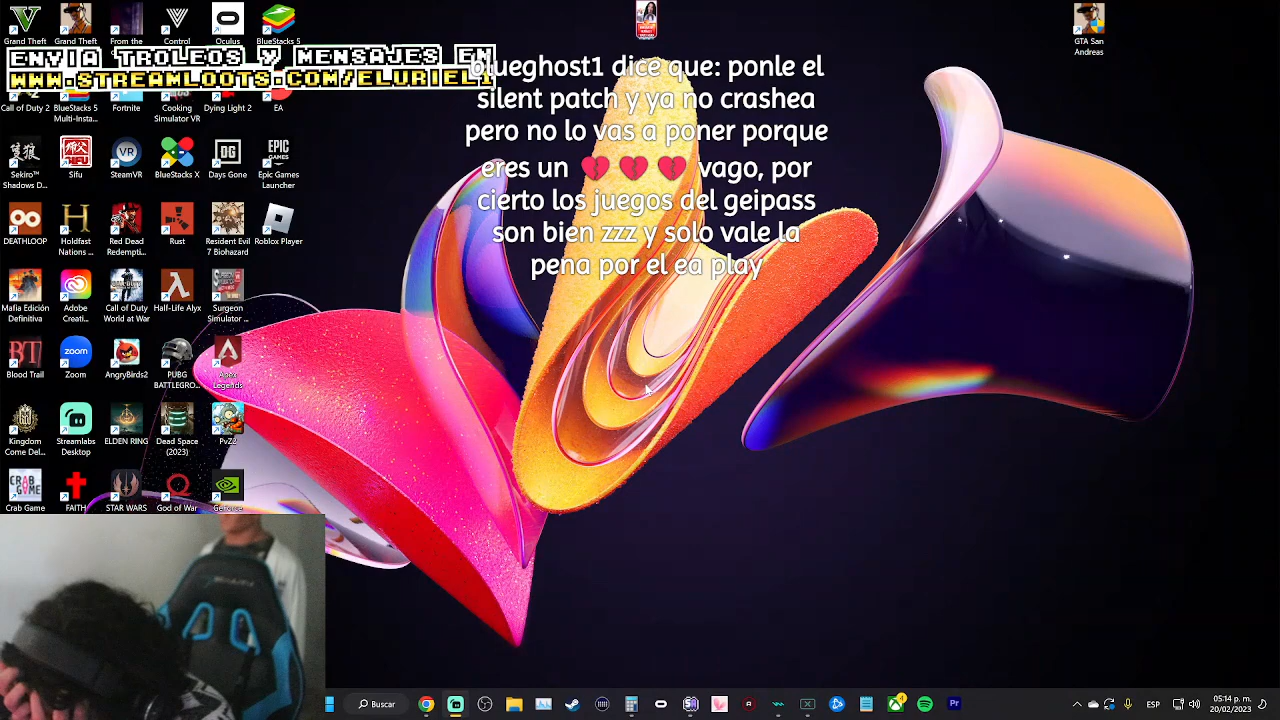 Grand Theft
Grand Theft
From the
Control
Oculus
BlueStacks 5
GTA San
Andreas
ENVIA TROLEOS Y MENSAJES EN
WWW.STREAMLOOTS.COM/ELURIEL1
blueghost1 dice que: ponle el
silent patch y ya no crashea
pero no lo vas a poner porque
eres un 💔 💔 💔 vago, por
cierto los juegos del geipass
son bien zzz y solo vale la
pena por el ea play
Call of Duty 2
BlueStacks 5
Multi-Insta...
Fortnite
Cooking
Simulator VR
Dying Light 2
EA
Sekiro™
Shadows D...
Sifu
SteamVR
BlueStacks X
Days Gone
Epic Games
Launcher
DEATHLOOP
Holdfast
Nations ...
Red Dead
Redempti...
Rust
Resident Evil
7 Biohazard
Roblox Player
Mafia Edición
Definitiva
Adobe
Creati...
Call of Duty
World at War
Half-Life Alyx
Surgeon
Simulator ...
Blood Trail
Zoom
AngryBirds2
PUBG
BATTLEGRO...
Apex
Legends
Kingdom
Come Del...
Streamlabs
Desktop
ELDEN RING
Dead Space
(2023)
PvZ2
Crab Game
FAITH
STAR WARS
God of War
GeForce
Buscar
ESP
05:14 p. m.
20/02/2023